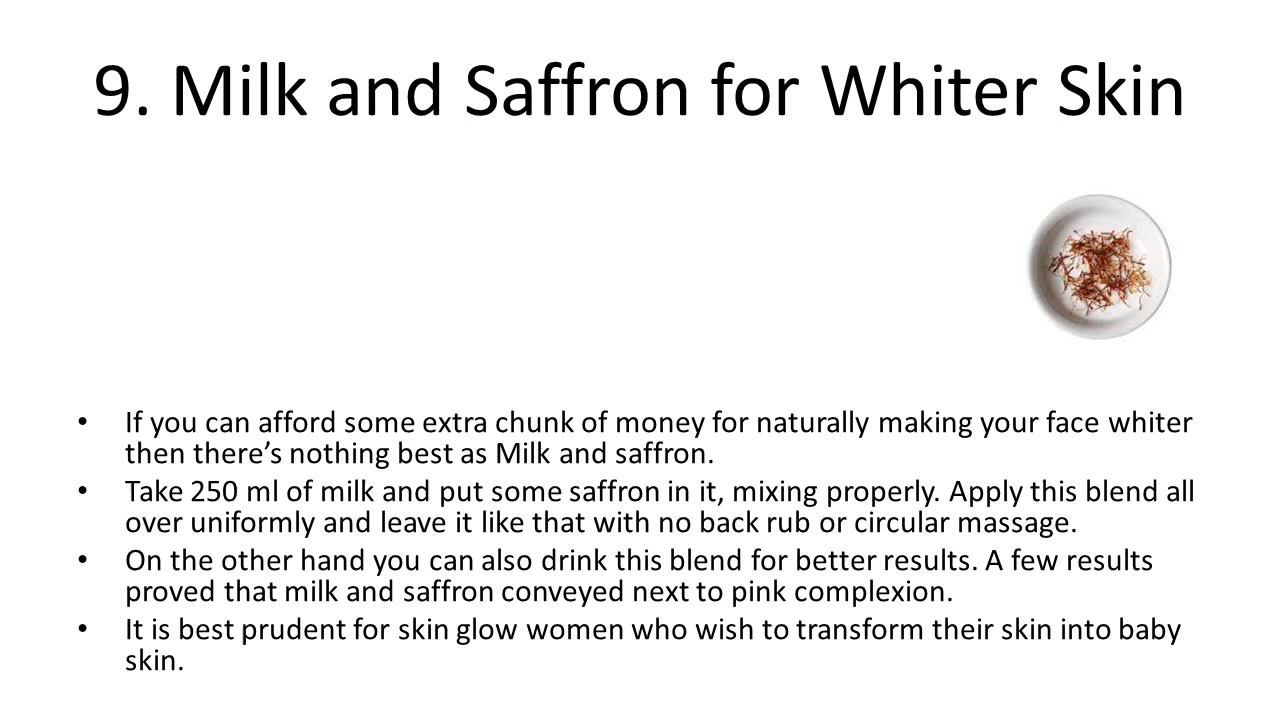 9. Milk and Saffron for Whiter Skin
• If you can afford some extra chunk of money for naturally making your face whiter
then there’s nothing best as Milk and saffron.
• Take 250 ml of milk and put some saffron in it, mixing properly. Apply this blend all
over uniformly and leave it like that with no back rub or circular massage.
• On the other hand you can also drink this blend for better results. A few results
proved that milk and saffron conveyed next to pink complexion.
• It is best prudent for skin glow women who wish to transform their skin into baby
skin.